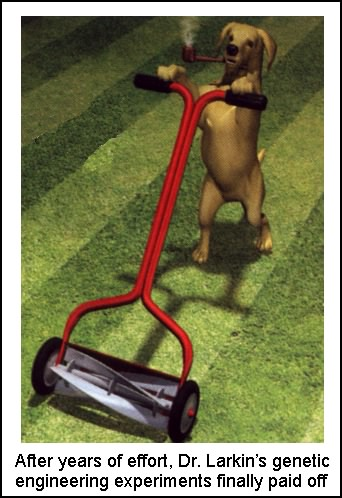 After years of effort, Dr. Larkin's genetic
engineering experiments finally paid off